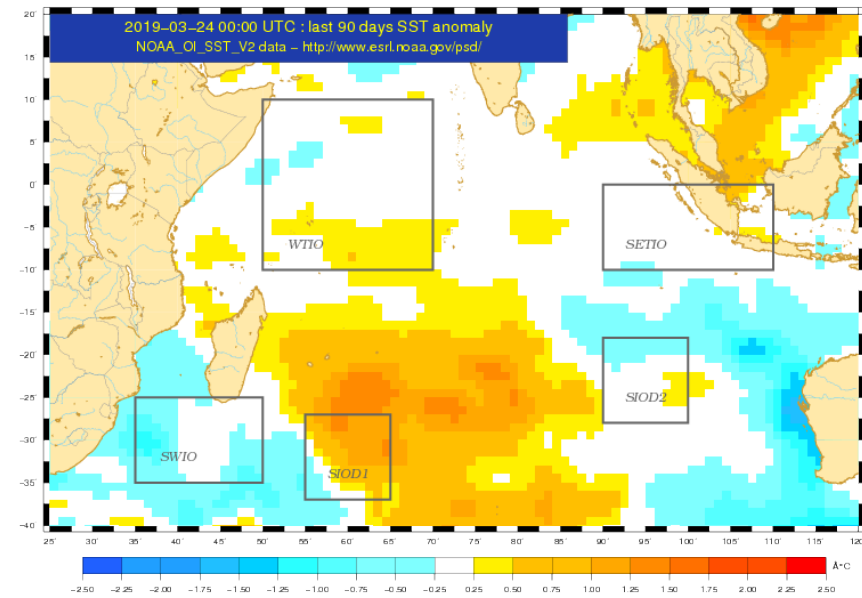 2019-03-24 00:00 UTC : last 90 days SST anomaly
NOAA_OI_SST_V2 data - http://www.esrl.noaa.gov/psd/
20°
15°
10°
5°
0°
-5°
-10°
-15°
-20°
-25°
-30°
-35°
-40°
WTIO
SETIO
SIOD2
SWIO
SIOD1
25° 30° 35° 40° 45° 50° 55° 60° 65° 70° 75° 80° 85° 90° 95° 100° 105° 110° 115° 120°
-2.50 -2.25 -2.00 -1.75 -1.50 -1.25 -1.00 -0.75 -0.50 -0.25 0.25 0.50 0.75 1.00 1.25 1.50 1.75 2.00 2.25 2.50
°C